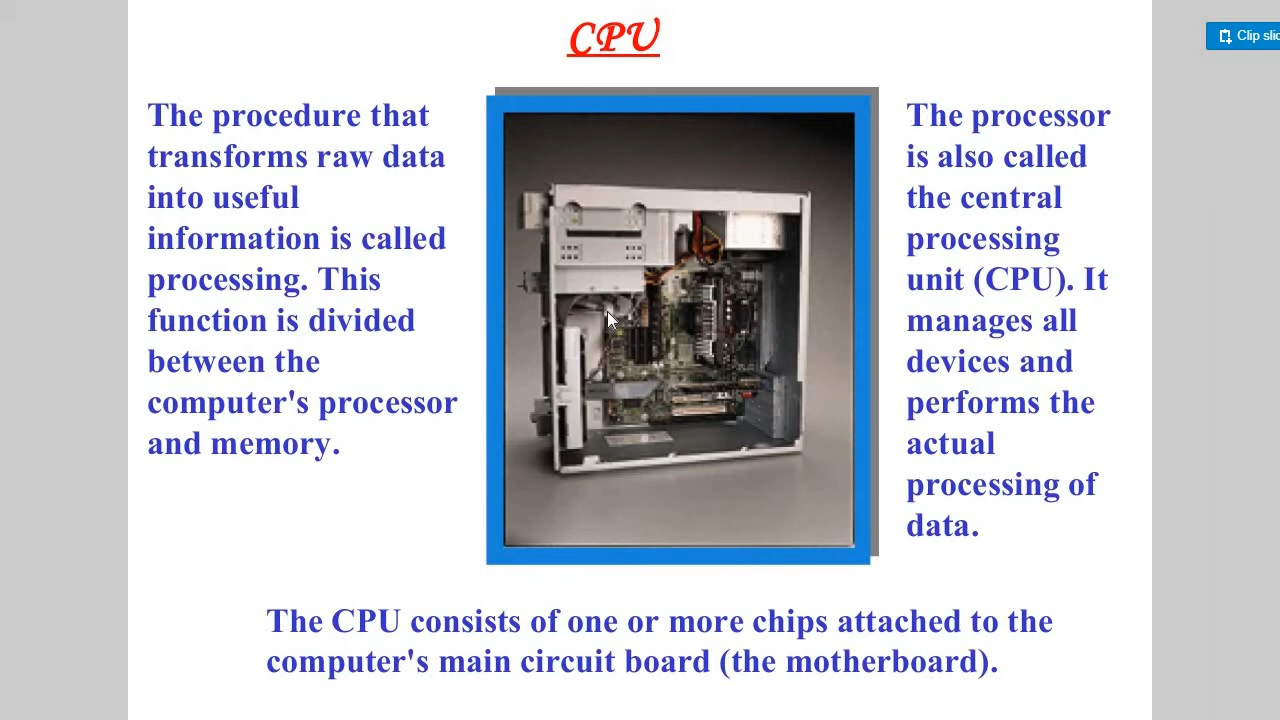 CPU
Clip slic
The procedure that
transforms raw data
into useful
information is called
processing. This
function is divided
between the
computer's processor
and memory.
The processor
is also called
the central
processing
unit (CPU). It
manages all
devices and
performs the
actual
processing of
data.
The CPU consists of one or more chips attached to the
computer's main circuit board (the motherboard).